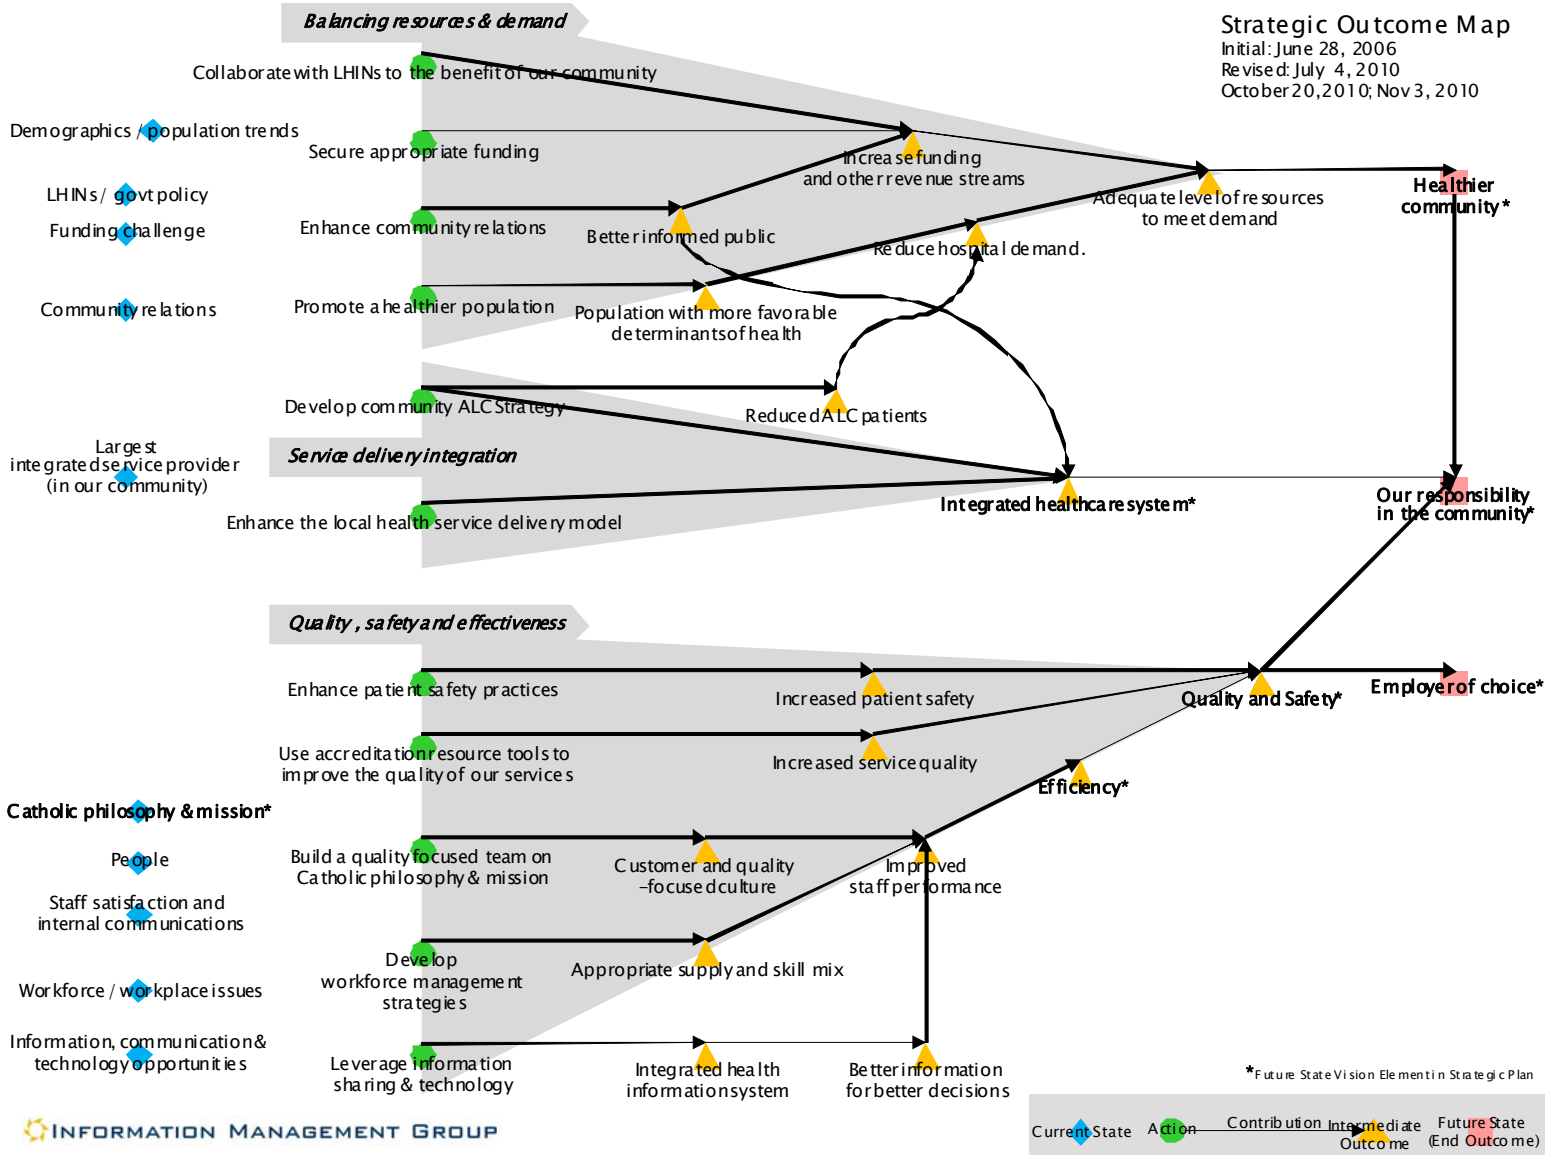 Balancing resources & demand
Strategic Outcome Map
Initial: June 28, 2006
Revised: July 4, 2010
October 20, 2010; Nov 3, 2010
Collaborate with LHINs to the benefit of our community
Demographics / population trends
Secure appropriate funding
Increase funding
and other revenue streams
LHINs / govt policy
Funding challenge
Enhance community relations
Better informed public
Reduce hospital demand.
Adequate level of resources
to meet demand
Healthier
community *
Community relations
Promote a healthier population
Population with more favorable
determinants of health
Develop community ALC Strategy
Reduced ALC patients
Largest
integrated service provider
(in our community)
Service delivery integration
Integrated healthcare system*
Our responsibility
in the community*
Enhance the local health service delivery model
Quality , safety and effectiveness
Enhance patient safety practices
Increased patient safety
Quality and Safety*
Employer of choice*
Use accreditation resource tools to
improve the quality of our services
Increased service quality
Efficiency*
Catholic philosophy & mission*
People
Build a quality focused team on
Catholic philosophy & mission
Customer and quality
–focused culture
Improved
staff performance
Staff satisfaction and
internal communications
Develop
workforce management
strategies
Appropriate supply and skill mix
Workforce / workplace issues
Information, communication &
technology opportunities
Leverage information
sharing & technology
Integrated health
information system
Better information
for better decisions
*Future State Vision Element in Strategic Plan
INFORMATION MANAGEMENT GROUP
Current State
Action
Contribution
Intermediate
Outcome
Future State
(End Outcome)